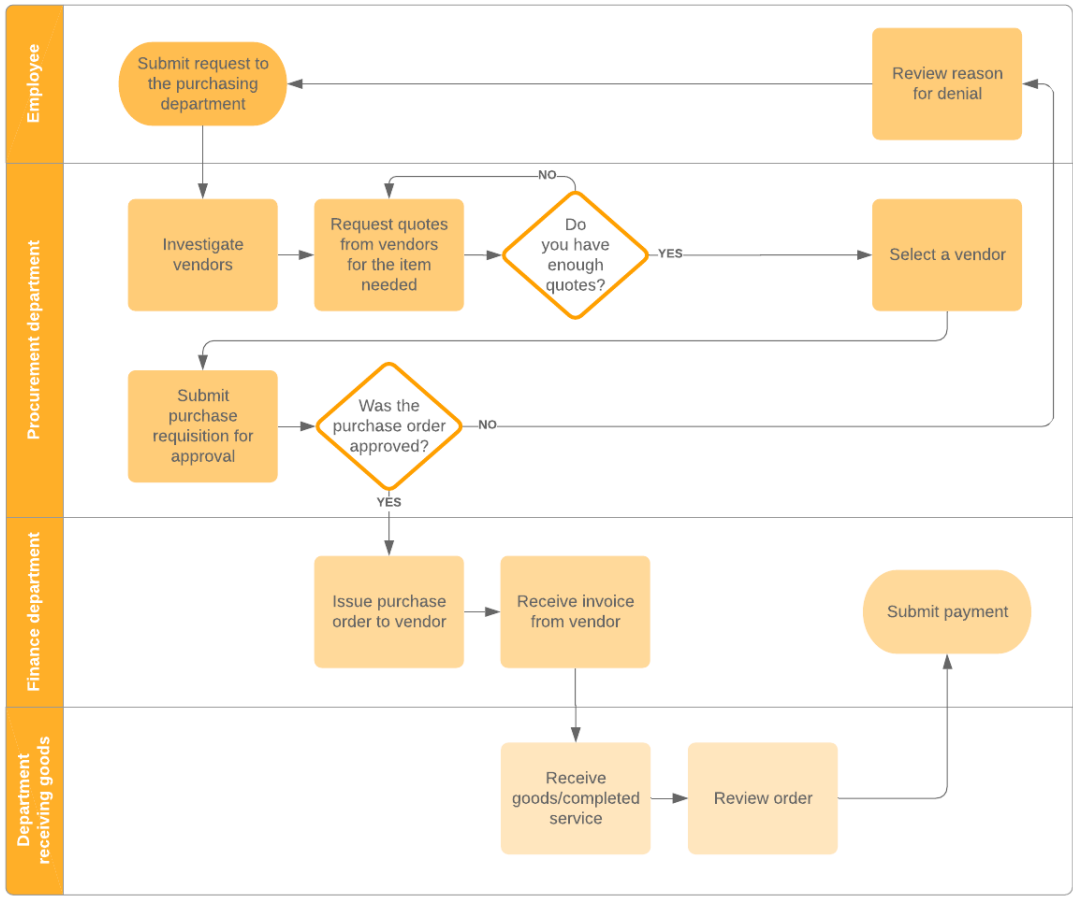 Employee
Submit request to
the purchasing
department
Review reason
for denial
Procurement department
Investigate
vendors
Request quotes
from vendors
for the item
needed
NO
Do
you have
enough
quotes?
YES
Select a vendor
Submit
purchase
requisition for
approval
Was the
purchase order
approved?
NO
YES
Finance department
Issue purchase
order to vendor
Receive invoice
from vendor
Submit payment
Department
receiving goods
Receive
goods/completed
service
Review order